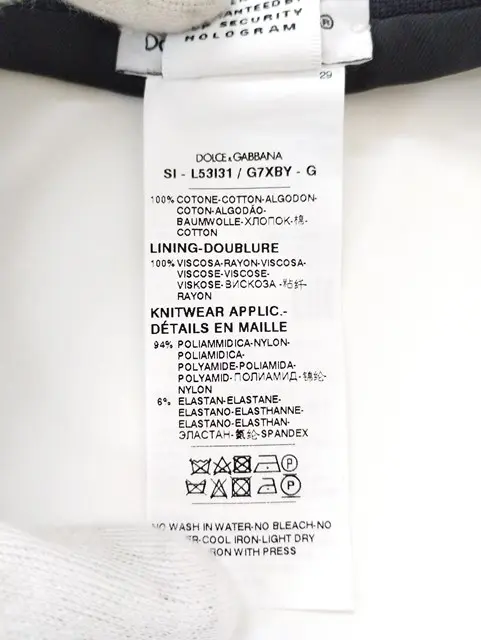 GUARANTEED BY
SECURITY
HOLOGRAM
®
29
DOLCE & GABBANA
SI - L53I31 / G7XBY - G
100% COTONE-COTTON-ALGODON-
COTON-ALGODÃO-
BAUMWOLLE-ХЛОПОК-棉-
COTTON
LINING-DOUBLURE
100% VISCOSA-RAYON-VISCOSA-
VISCOSE-VISCOSE-
VISKOSE-ВИСКОЗА-粘纤-
RAYON
KNITWEAR APPLIC.-
DÉTAILS EN MAILLE
94% POLIAMMIDICA-NYLON-
POLIAMIDICA-
POLYAMIDE-POLIAMIDA-
POLYAMID-ПОЛИАМИД-锦纶-
NYLON
6% ELASTAN-ELASTANE-
ELASTANO-ELASTHANNE-
ELASTANO-ELASTHAN-
ЭЛАСТАН-氨纶-SPANDEX
P
P
NO WASH IN WATER-NO BLEACH-NO
-COOL IRON-LIGHT DRY
IRON WITH PRESS